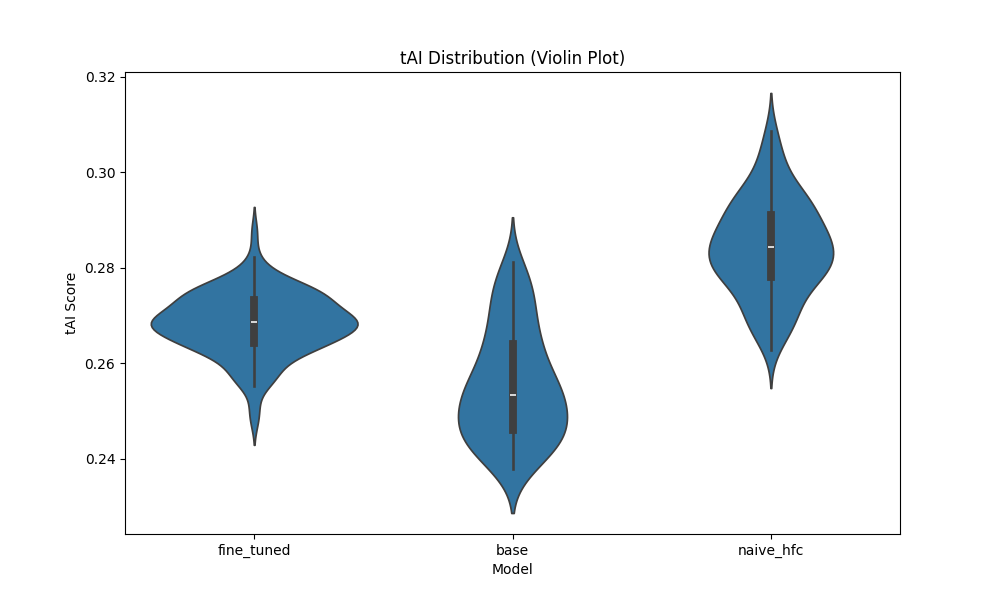 tAI Distribution (Violin Plot)
0.32
0.30
0.28
0.26
0.24
tAI Score
fine_tuned
base
naive_hfc
Model